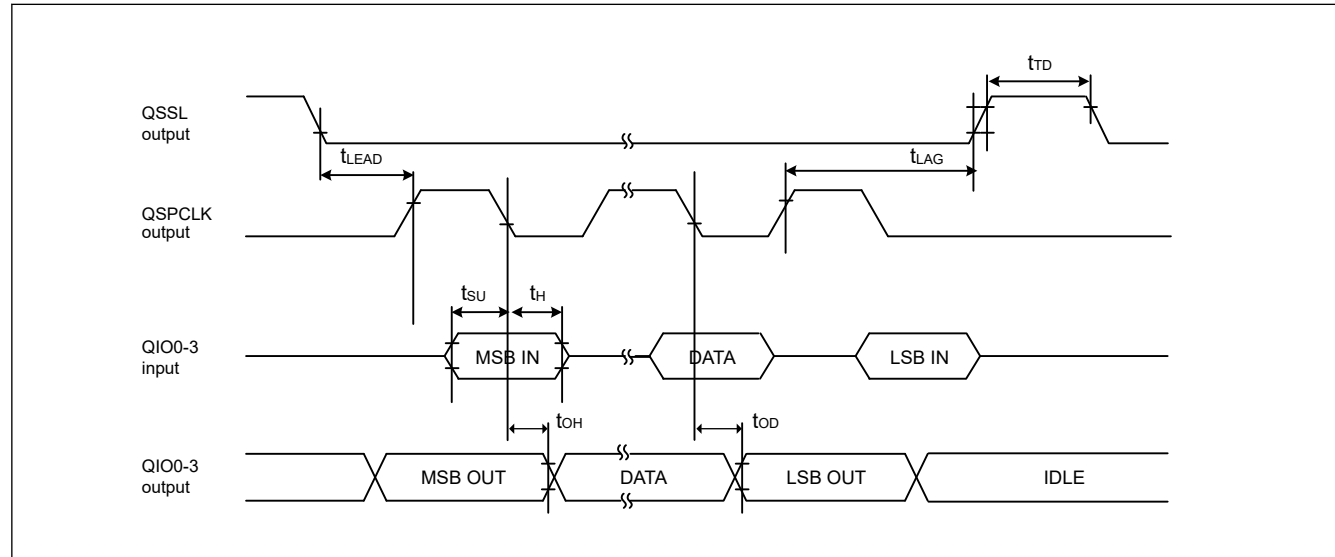 tTD
QSSL
output
tLEAD
tLAG
QSPCLK
output
tSU
tH
QIO0-3
input
MSB IN
DATA
LSB IN
tOH
tOD
QIO0-3
output
MSB OUT
DATA
LSB OUT
IDLE